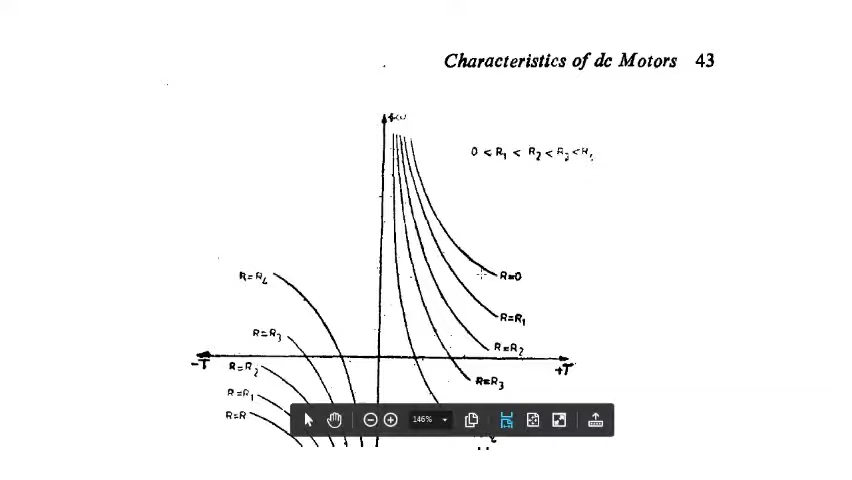 Characteristics of dc Motors 43
+ω
0 < R₁ < R₂ < R₃ < R₄
R=R₄
R=0
R=R₁
R=R₃
R=R₂
-T
R=R₂
+T
R=R₃
R=R₁
R=R
146%